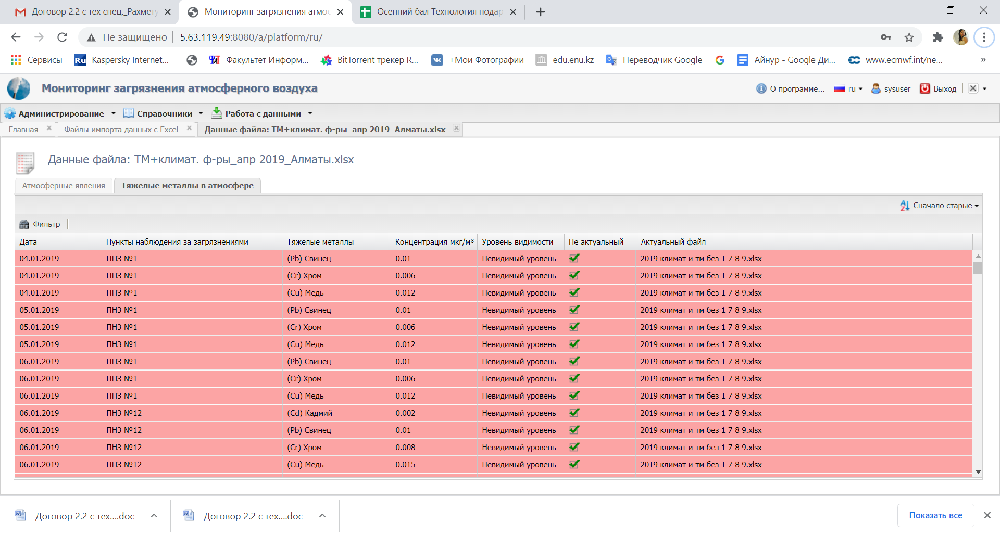 Договор 2.2 с тех спец._Рахмету
Мониторинг загрязнения атмос
Осенний бал Технология подар
Не защищено
5.63.119.49:8080/a/platform/ru/
Сервисы
Kaspersky Internet...
Факультет Информ...
BitTorrent трекер R...
+Мои Фотографии
edu.enu.kz
Переводчик Google
Айнур - Google Ди...
www.ecmwf.int/ne...
»
Мониторинг загрязнения атмосферного воздуха
О программе...
ru
sysuser
Выход
Администрирование
Справочники
Работа с данными
Главная
Файлы импорта данных с Excel
Данные файла: ТМ+климат. ф-ры_апр 2019_Алматы.xlsx
Данные файла: ТМ+климат. ф-ры_апр 2019_Алматы.xlsx
Атмосферные явления
Тяжелые металлы в атмосфере
Сначало старые
Фильтр
Дата Пункты наблюдения за загрязнениями Тяжелые металлы Концентрация мкг/м³ Уровень видимости Не актуальный Актуальный файл
04.01.2019 ПНЗ №1 (Pb) Свинец 0.01 Невидимый уровень 2019 климат и тм без 1 7 8 9.xlsx
04.01.2019 ПНЗ №1 (Cr) Хром 0.006 Невидимый уровень 2019 климат и тм без 1 7 8 9.xlsx
04.01.2019 ПНЗ №1 (Cu) Медь 0.012 Невидимый уровень 2019 климат и тм без 1 7 8 9.xlsx
05.01.2019 ПНЗ №1 (Pb) Свинец 0.01 Невидимый уровень 2019 климат и тм без 1 7 8 9.xlsx
05.01.2019 ПНЗ №1 (Cr) Хром 0.006 Невидимый уровень 2019 климат и тм без 1 7 8 9.xlsx
05.01.2019 ПНЗ №1 (Cu) Медь 0.012 Невидимый уровень 2019 климат и тм без 1 7 8 9.xlsx
06.01.2019 ПНЗ №1 (Pb) Свинец 0.01 Невидимый уровень 2019 климат и тм без 1 7 8 9.xlsx
06.01.2019 ПНЗ №1 (Cr) Хром 0.006 Невидимый уровень 2019 климат и тм без 1 7 8 9.xlsx
06.01.2019 ПНЗ №1 (Cu) Медь 0.012 Невидимый уровень 2019 климат и тм без 1 7 8 9.xlsx
06.01.2019 ПНЗ №12 (Cd) Кадмий 0.002 Невидимый уровень 2019 климат и тм без 1 7 8 9.xlsx
06.01.2019 ПНЗ №12 (Pb) Свинец 0.01 Невидимый уровень 2019 климат и тм без 1 7 8 9.xlsx
06.01.2019 ПНЗ №12 (Cr) Хром 0.008 Невидимый уровень 2019 климат и тм без 1 7 8 9.xlsx
06.01.2019 ПНЗ №12 (Cu) Медь 0.015 Невидимый уровень 2019 климат и тм без 1 7 8 9.xlsx
Договор 2.2 с тех....doc
Договор 2.2 с тех....doc
Показать все